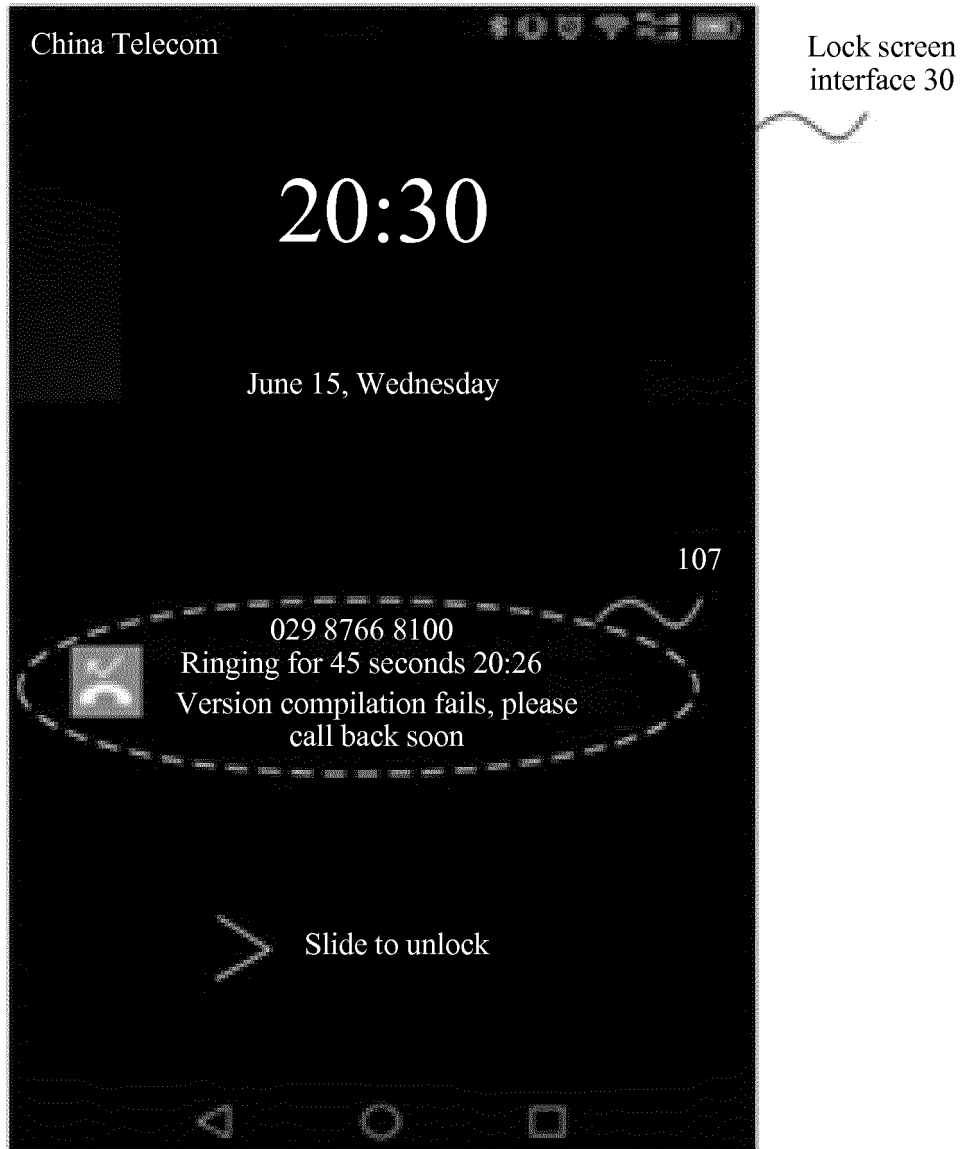 China Telecom
Lock screen
interface 30
20:30
June 15, Wednesday
107
029 8766 8100
Ringing for 45 seconds 20:26
Version compilation fails, please
call back soon
Slide to unlock